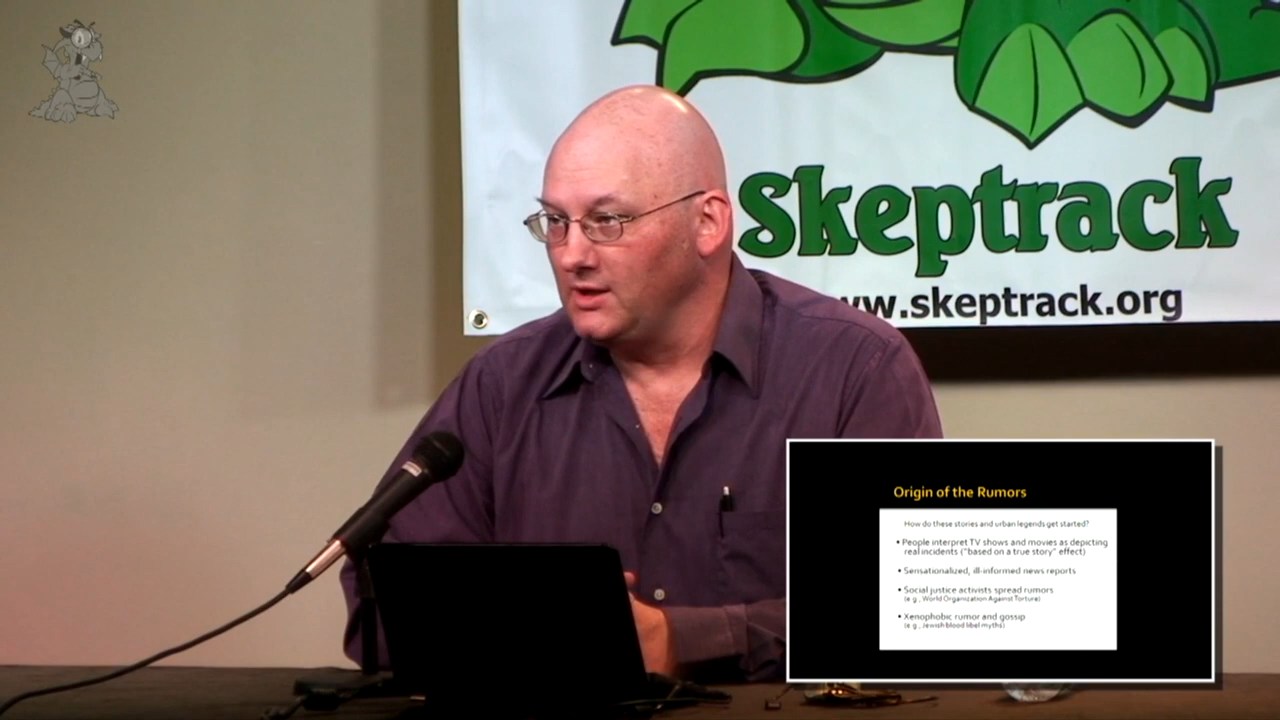 Skeptrack
ww.skeptrack.org
Origin of the Rumors
How do these stories and urban legends get started?
• People interpret TV shows and movies as depicting
real incidents ("based on a true story" effect)
• Sensationalized, ill-informed news reports
• Social justice activists spread rumors
(e.g., World Organization Against Torture)
• Xenophobic rumor and gossip
(e.g., Jewish blood libel myths)